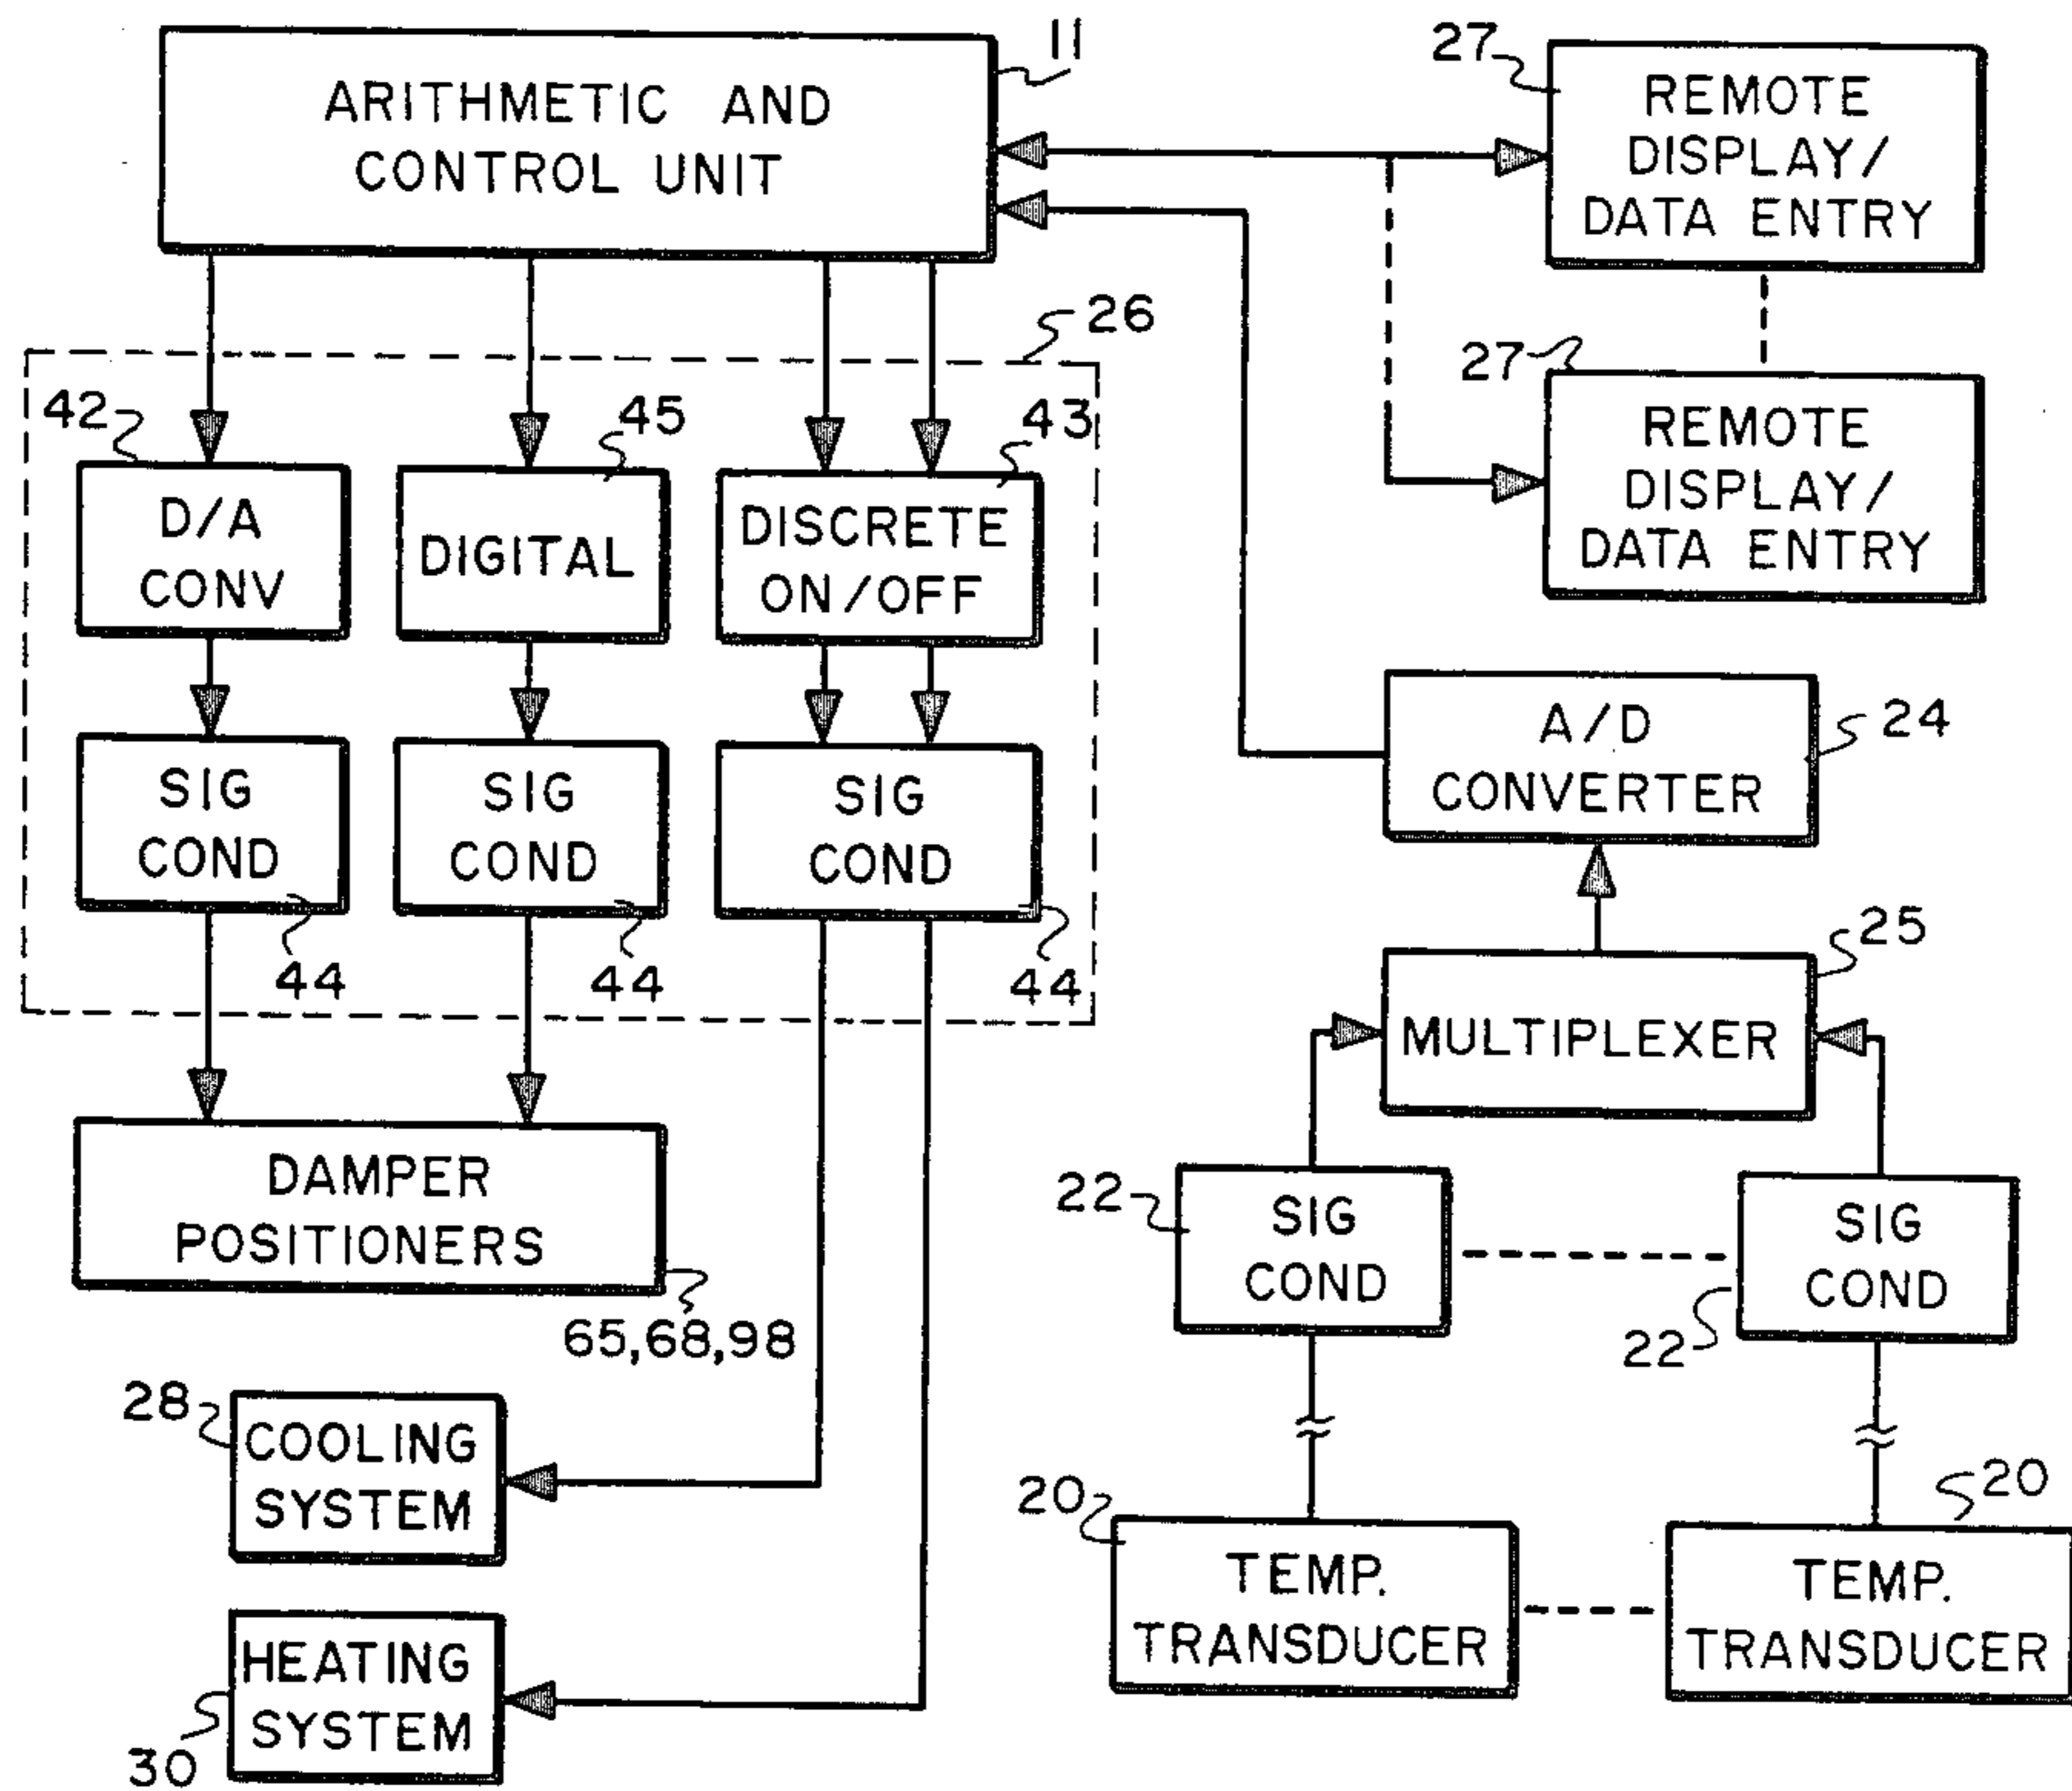 11
ARITHMETIC AND
CONTROL UNIT
27
REMOTE
DISPLAY/
DATA ENTRY
26
27
REMOTE
DISPLAY/
DATA ENTRY
42
D/A
CONV
45
DIGITAL
43
DISCRETE
ON/OFF
SIG
COND
44
SIG
COND
44
SIG
COND
44
A/D
CONVERTER
24
25
MULTIPLEXER
DAMPER
POSITIONERS
65,68,98
22
SIG
COND
SIG
COND
22
28
COOLING
SYSTEM
HEATING
SYSTEM
30
20
TEMP.
TRANSDUCER
20
TEMP.
TRANSDUCER